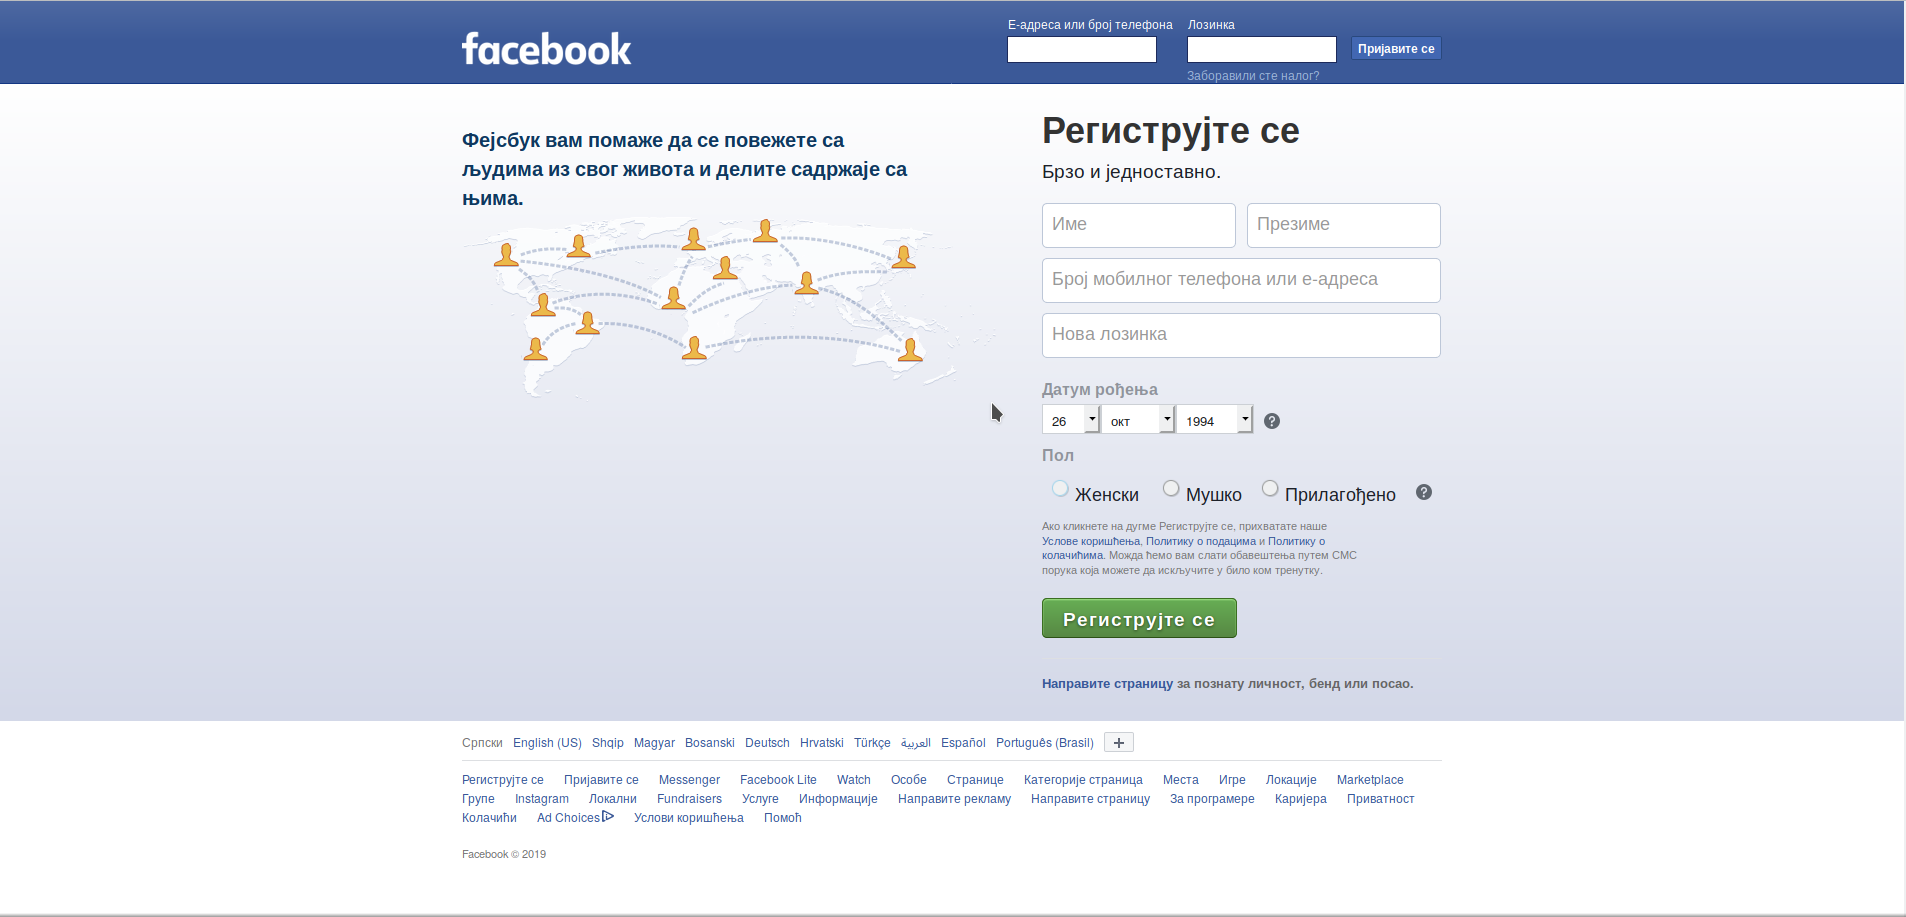 facebook
Е-адреса или број телефона
Лозинка
Пријавите се
Заборавили сте налог?
Фејсбук вам помаже да се повежете са
људима из свог живота и делите садржаје са
њима.
Региструјте се
Брзо и једноставно.
Име
Презиме
Број мобилног телефона или е-адреса
Нова лозинка
Датум рођења
26 окт 1994 ?
Пол
Женски Мушко Прилагођено ?
Ако кликнете на дугме Региструјте се, прихватате наше
Услове коришћења, Политику о подацима и Политику о
колачићима. Можда ћемо вам слати обавештења путем СМС
порука која можете да искључите у било ком тренутку.
Региструјте се
Направите страницу за познату личност, бенд или посао.
Српски English (US) Shqip Magyar Bosanski Deutsch Hrvatski Türkçe العربية Español Português (Brasil) +
Региструјте се Пријавите се Messenger Facebook Lite Watch Особе Странице Категорије страница Места Игре Локације Marketplace
Групе Instagram Локални Fundraisers Услуге Информације Направите рекламу Направите страницу За програмере Каријера Приватност
Колачићи Ad Choices Услови коришћења Помоћ
Facebook © 2019